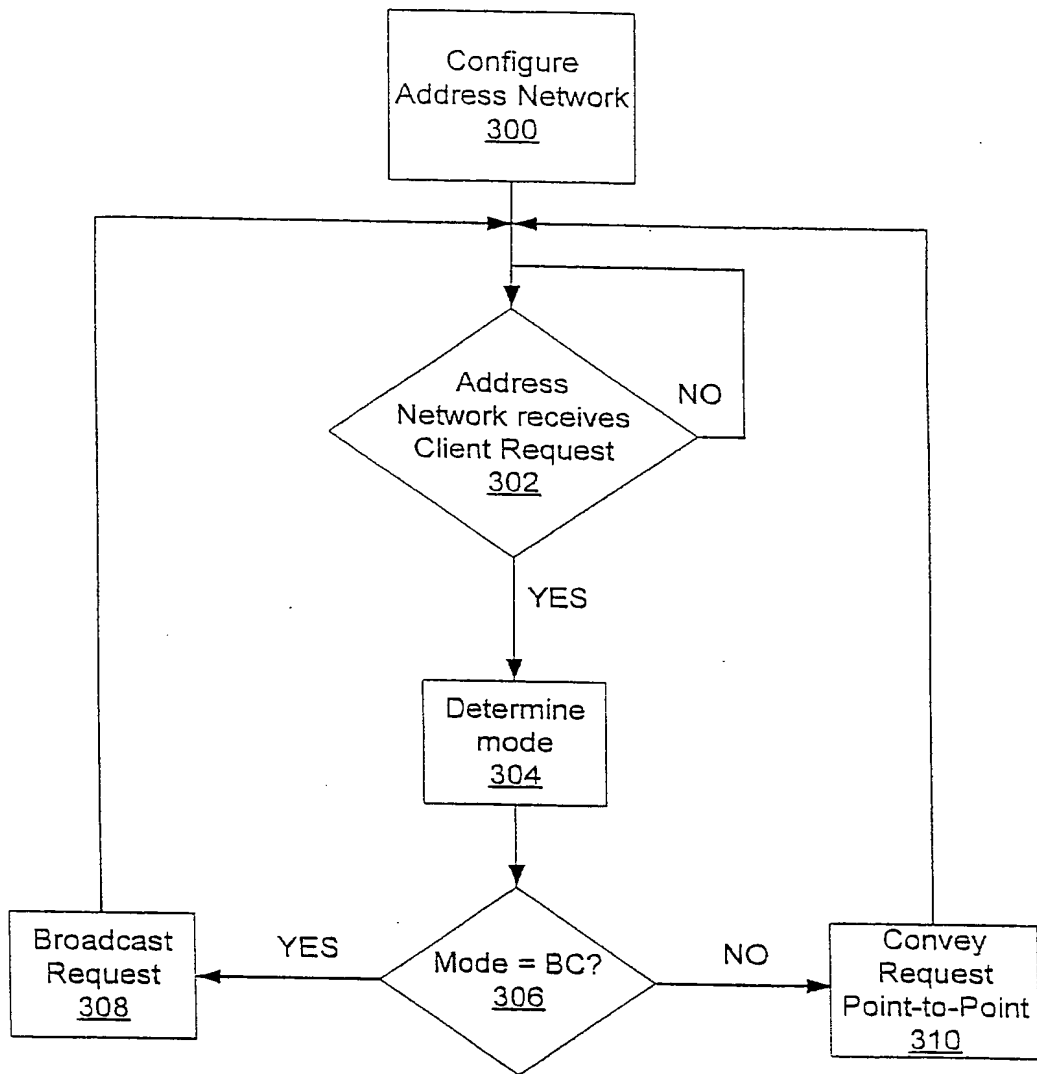 Configure
Address Network
300
Address
Network receives
Client Request
302
NO
YES
Determine
mode
304
Broadcast
Request
308
YES
Mode = BC?
306
NO
Convey
Request
Point-to-Point
310